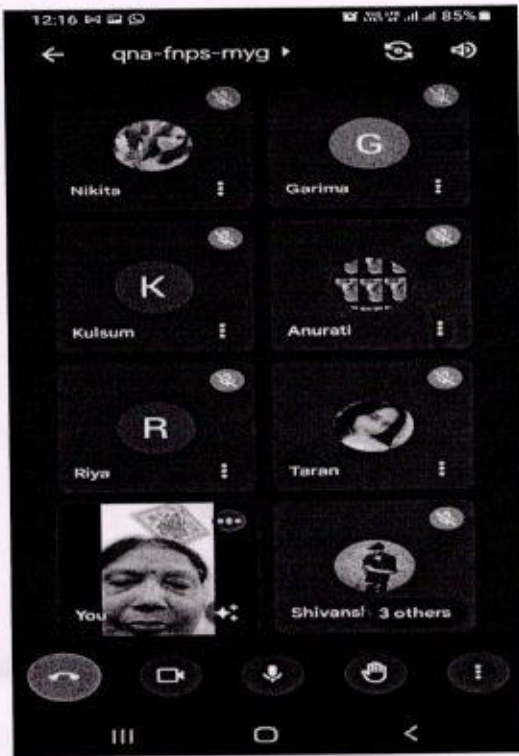 12:16 85%
qna-fnps-myg
G
Nikita Garima
K
Kulsum Anurati
R
Riya Taran
You Shivansh 3 others